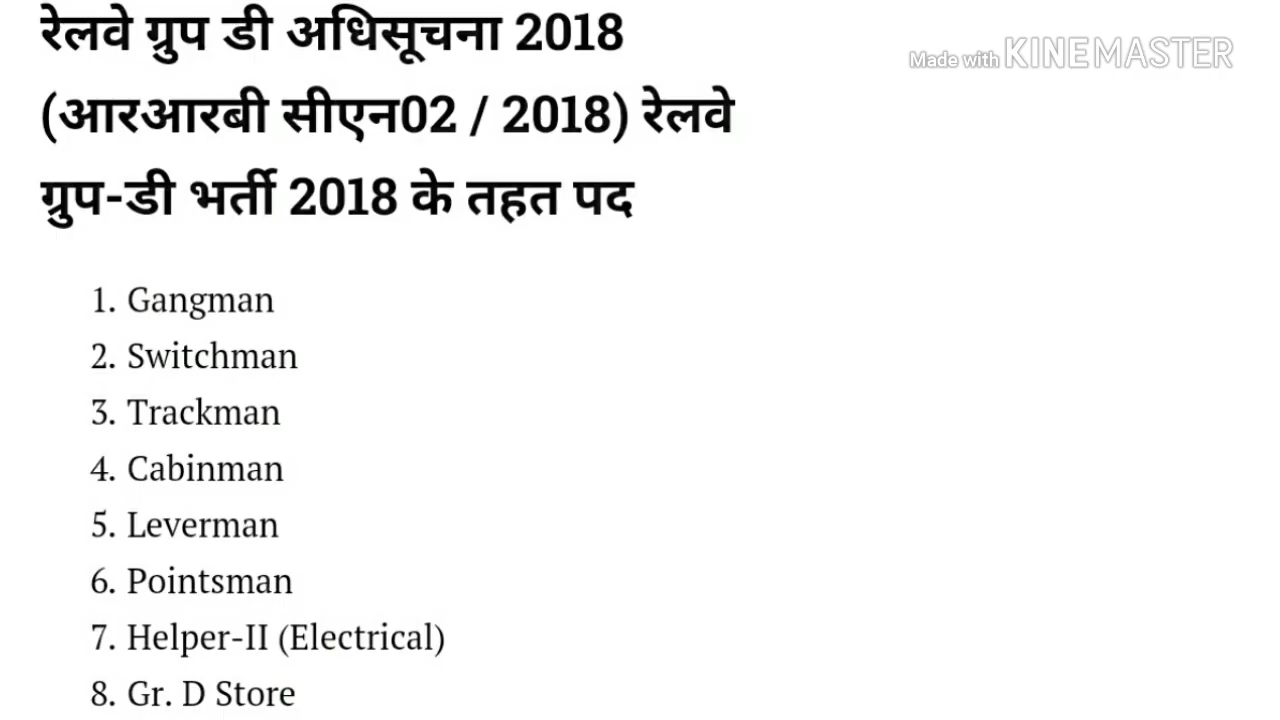 रेलवे ग्रुप डी अधिसूचना 2018
Made with KINEMASTER
(आरआरबी सीएन02 / 2018) रेलवे
ग्रुप-डी भर्ती 2018 के तहत पद
1. Gangman
2. Switchman
3. Trackman
4. Cabinman
5. Leverman
6. Pointsman
7. Helper-II (Electrical)
8. Gr. D Store